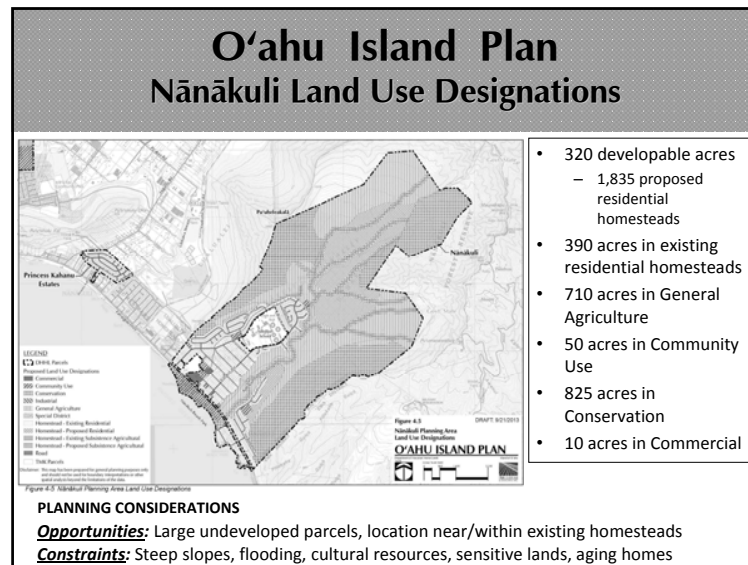 Oʻahu Island Plan
Nānākuli Land Use Designations
Princess Kahanu
Estates
Nānākuli
LEGEND
DHHL Parcels
Proposed Land Use Designations
Commercial
Community Use
Conservation
Industrial
General Agriculture
Special District
Homestead - Existing Residential
Homestead - Proposed Residential
Homestead - Existing Subsistence Agricultural
Homestead - Proposed Subsistence Agricultural
Road
TMK Parcels
Figure 4.5
DRAFT: 9/21/2013
Nānākuli Planning Area
Land Use Designations
OʻAHU ISLAND PLAN
Figure 4-5 Nānākuli Planning Area Land Use Designations
• 320 developable acres
– 1,835 proposed
residential
homesteads
• 390 acres in existing
residential homesteads
• 710 acres in General
Agriculture
• 50 acres in Community
Use
• 825 acres in
Conservation
• 10 acres in Commercial
PLANNING CONSIDERATIONS
Opportunities: Large undeveloped parcels, location near/within existing homesteads
Constraints: Steep slopes, flooding, cultural resources, sensitive lands, aging homes